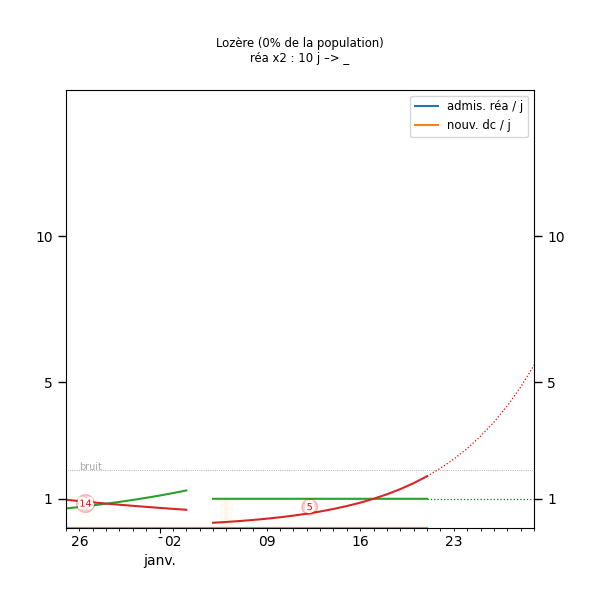 Lozère (0% de la population)
réa x2 : 10 j –> _
admis. réa / j
nouv. dc / j
10 10
5 5
bruit
1 1
14
5
26 02 09 16 23
janv.